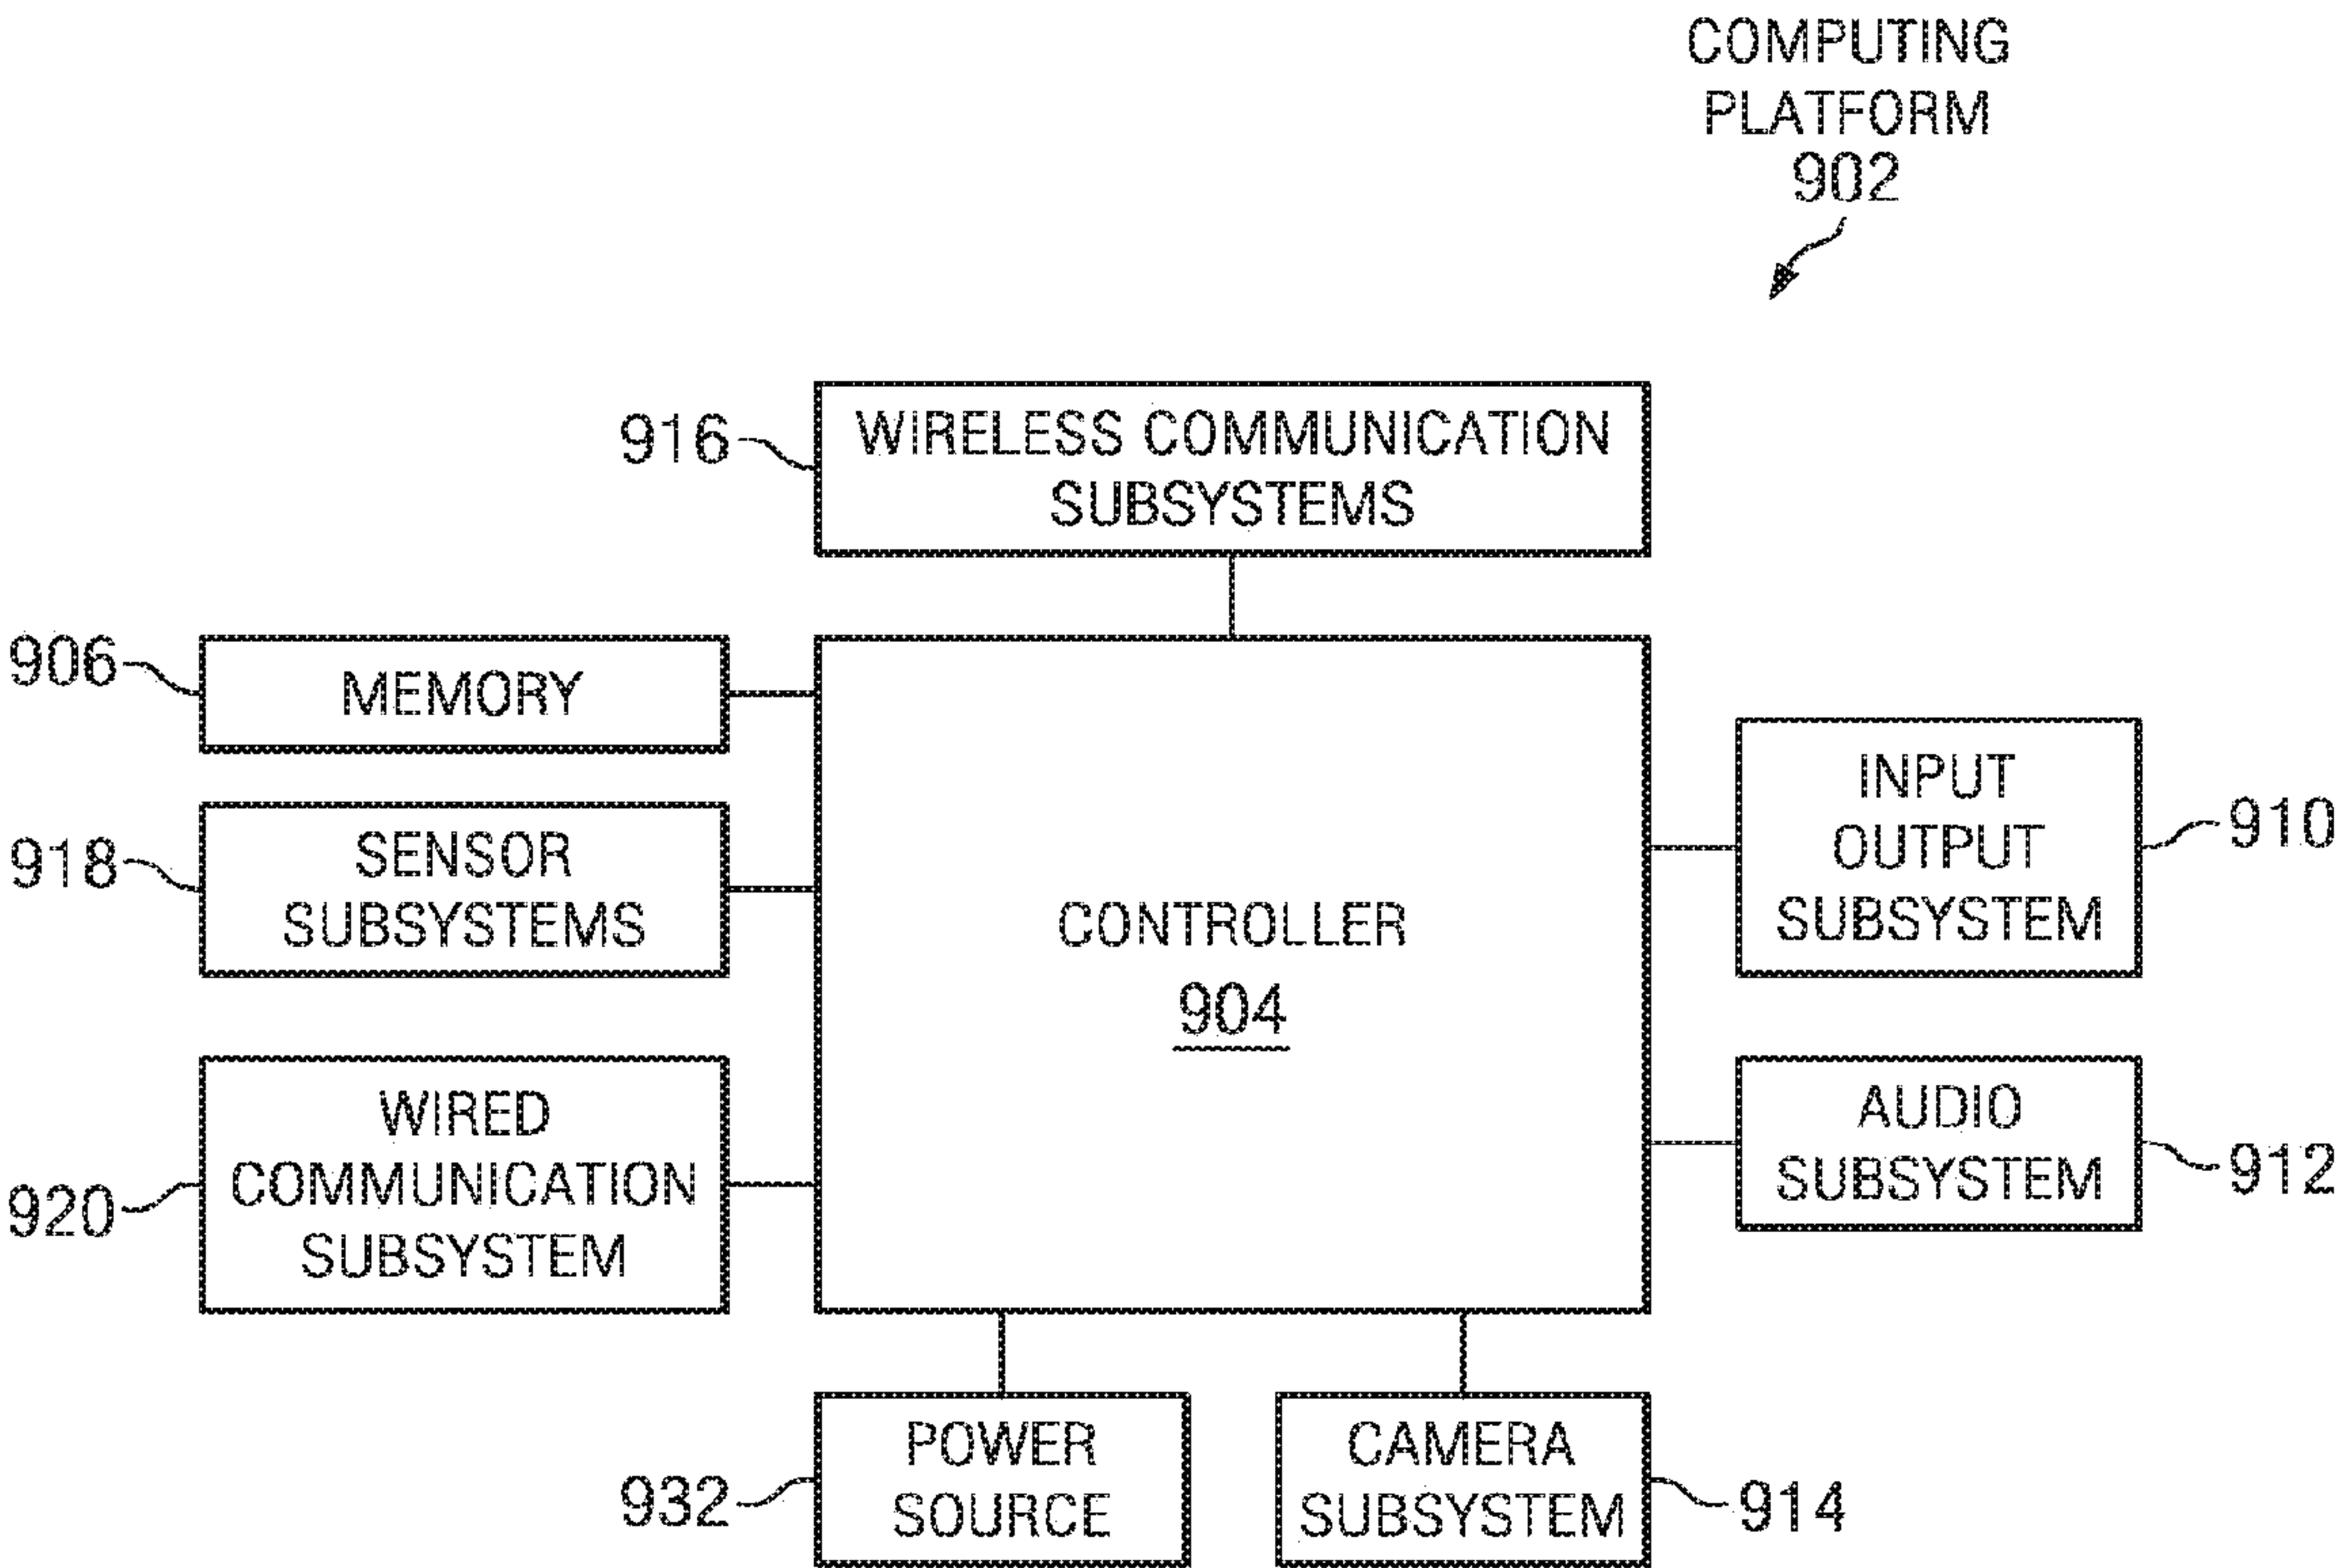 COMPUTING
PLATFORM
902
916
WIRELESS COMMUNICATION
SUBSYSTEMS
906
MEMORY
918
SENSOR
SUBSYSTEMS
920
WIRED
COMMUNICATION
SUBSYSTEM
CONTROLLER
904
INPUT
OUTPUT
SUBSYSTEM
910
AUDIO
SUBSYSTEM
912
932
POWER
SOURCE
CAMERA
SUBSYSTEM
914